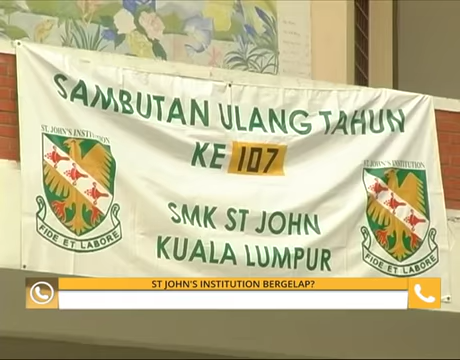 SAMBUTAN ULANG TAHUN
KE 107
ST JOHN'S INSTITUTION
FIDE ET LABORE
SMK ST JOHN
KUALA LUMPUR
ST JOHN'S INSTITUTION
FIDE ET LABORE
ST JOHN'S INSTITUTION BERGELAP?